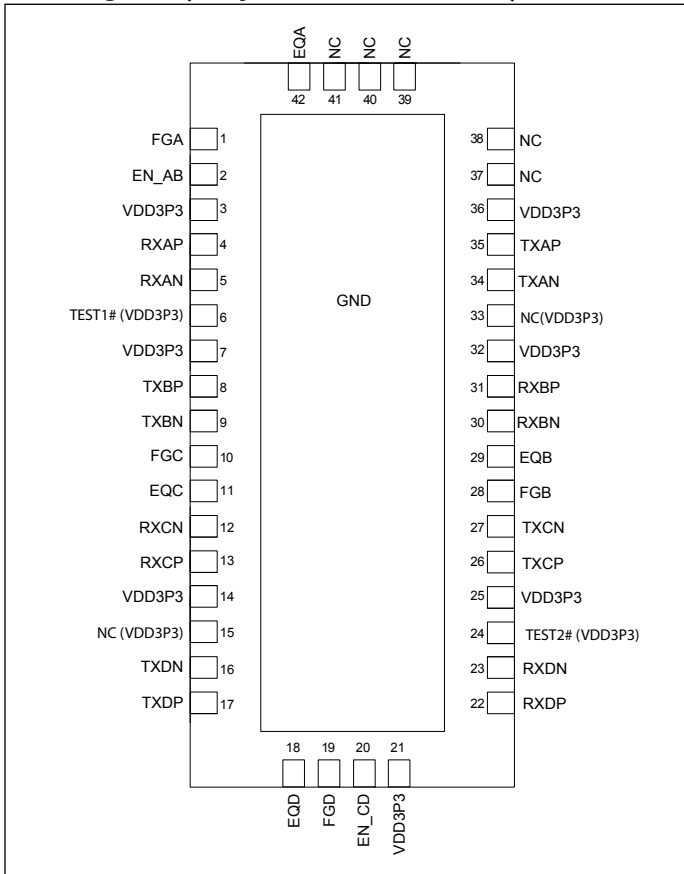 EQA
NC
NC
NC
42
41
40
39
FGA 1
EN_AB 2
VDD3P3 3
RXAP 4
RXAN 5
TEST1# (VDD3P3) 6
VDD3P3 7
TXBP 8
TXBN 9
FGC 10
EQC 11
RXCN 12
RXCP 13
VDD3P3 14
NC (VDD3P3) 15
TXDN 16
TXDP 17
GND
38 NC
37 NC
36 VDD3P3
35 TXAP
34 TXAN
33 NC(VDD3P3)
32 VDD3P3
31 RXBP
30 RXBN
29 EQB
28 FGB
27 TXCN
26 TXCP
25 VDD3P3
24 TEST2# (VDD3P3)
23 RXDN
22 RXDP
18
19
20
21
EQD
FGD
EN_CD
VDD3P3